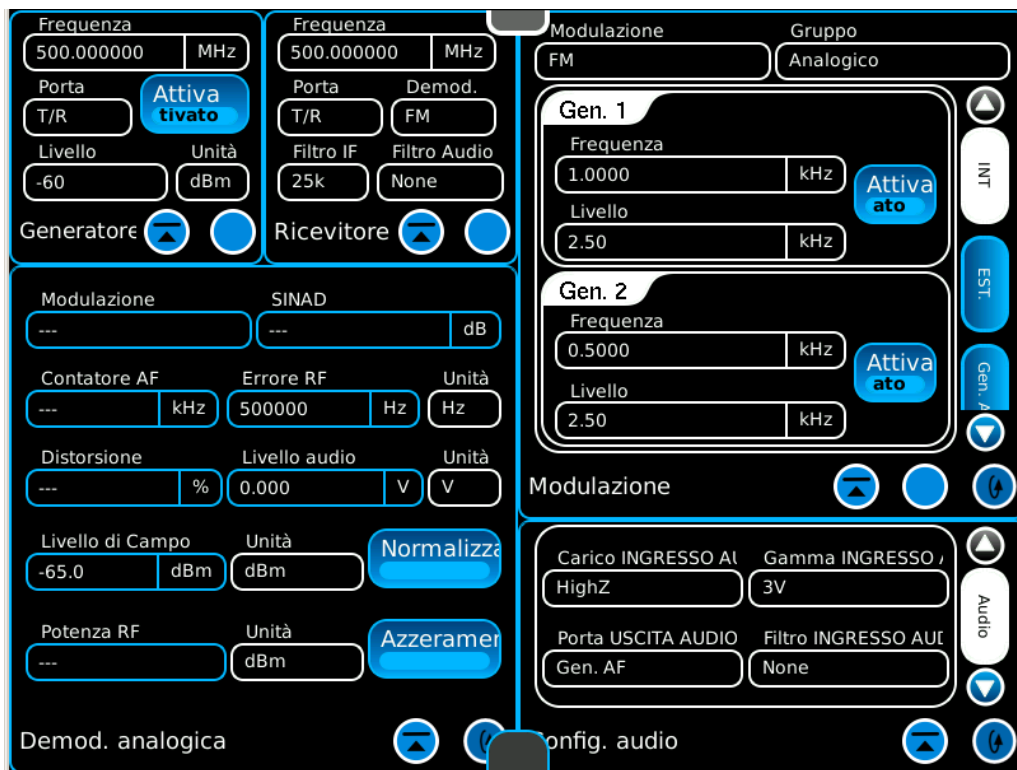 Frequenza
500.000000 MHz
Porta
T/R
Attiva
tivato
Livello Unità
-60 dBm
Generatore
Frequenza
500.000000 MHz
Porta Demod.
T/R FM
Filtro IF Filtro Audio
25k None
Ricevitore
Modulazione SINAD
--- --- dB
Contatore AF Errore RF Unità
--- kHz 500000 Hz Hz
Distorsione Livello audio Unità
--- % 0.000 V V
Livello di Campo Unità
-65.0 dBm dBm
Normalizza
Potenza RF Unità
--- dBm
Azzeramen
Demod. analogica
Modulazione Gruppo
FM Analogico
Gen. 1
Frequenza
1.0000 kHz
Attiva
ato
Livello
2.50 kHz
Gen. 2
Frequenza
0.5000 kHz
Attiva
ato
Livello
2.50 kHz
INT
EST.
Gen. A
Modulazione
Carico INGRESSO AU Gamma INGRESSO A
HighZ 3V
Porta USCITA AUDIO Filtro INGRESSO AUD
Gen. AF None
Audio
onfig. audio